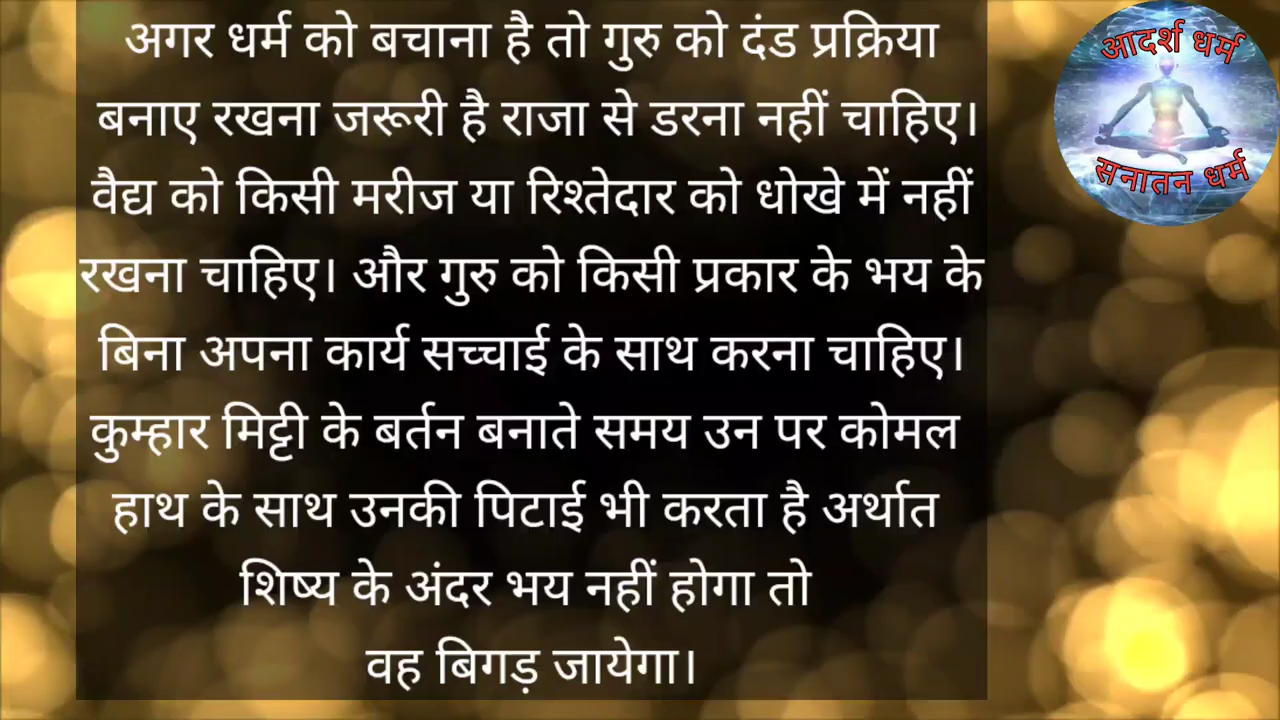 अगर धर्म को बचाना है तो गुरु को दंड प्रक्रिया
बनाए रखना जरूरी है राजा से डरना नहीं चाहिए।
वैद्य को किसी मरीज या रिश्तेदार को धोखे में नहीं
रखना चाहिए। और गुरु को किसी प्रकार के भय के
बिना अपना कार्य सच्चाई के साथ करना चाहिए।
कुम्हार मिट्टी के बर्तन बनाते समय उन पर कोमल
हाथ के साथ उनकी पिटाई भी करता है अर्थात
शिष्य के अंदर भय नहीं होगा तो
वह बिगड़ जायेगा।
आदर्श धर्म
सनातन धर्म